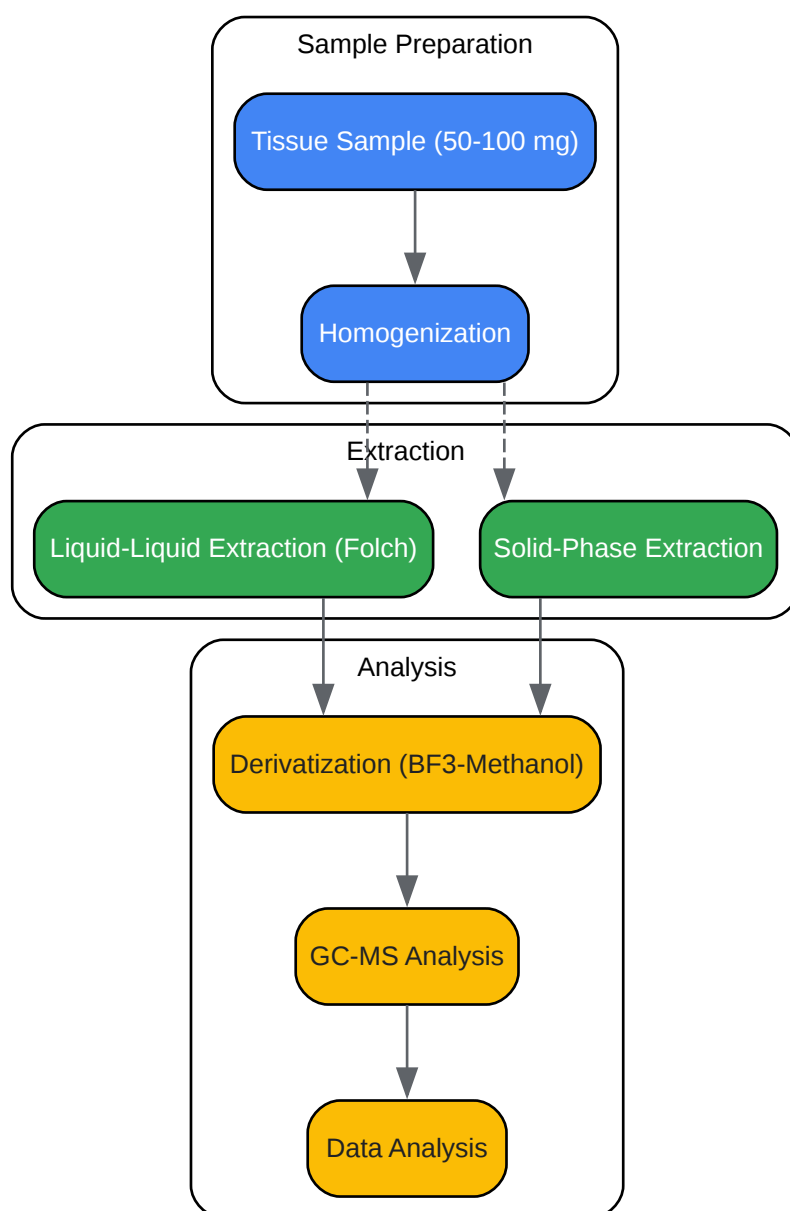 Sample Preparation
Tissue Sample (50-100 mg)
Homogenization
Extraction
Liquid-Liquid Extraction (Folch)
Solid-Phase Extraction
Analysis
Derivatization (BF3-Methanol)
GC-MS Analysis
Data Analysis